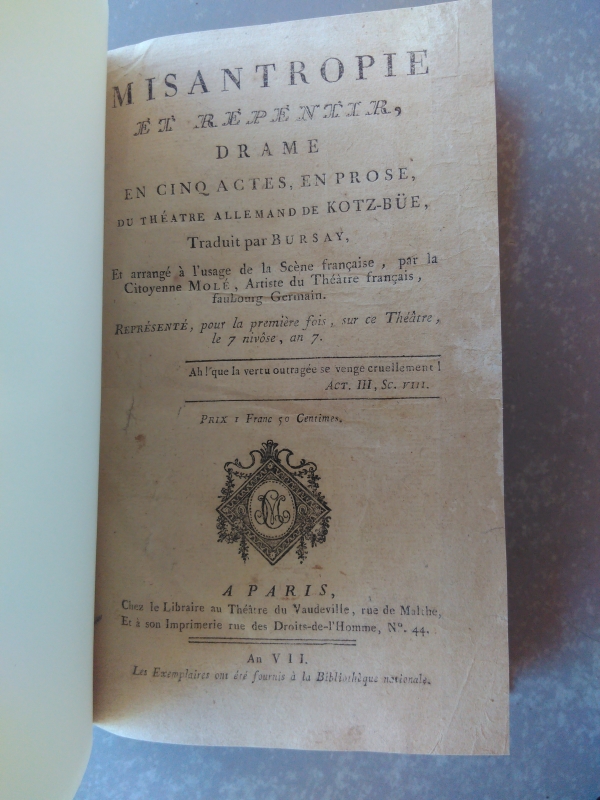 MISANTROPIE
ET REPENTIR,
DRAME
EN CINQ ACTES, EN PROSE,
DU THÉATRE ALLEMAND DE KOTZ-BÜE,
Traduit par BURSAY,
Et arrangé à l'usage de la Scène française, par la
Citoyenne MOLÉ, Artiste du Théâtre français,
faubourg Germain.
REPRÉSENTÉ, pour la première fois, sur ce Théâtre,
le 7 nivôse, an 7.
Ah! que la vertu outragée se venge cruellement!
ACT. III, Sc. VIII.
PRIX 1 Franc 50 Centimes.
A PARIS,
Chez le Libraire au Théâtre du Vaudeville, rue de Malthe,
Et à son Imprimerie rue des Droits-de-l'Homme, N°. 44.
An VII.
Les Exemplaires ont été fournis à la Bibliothèque nationale.